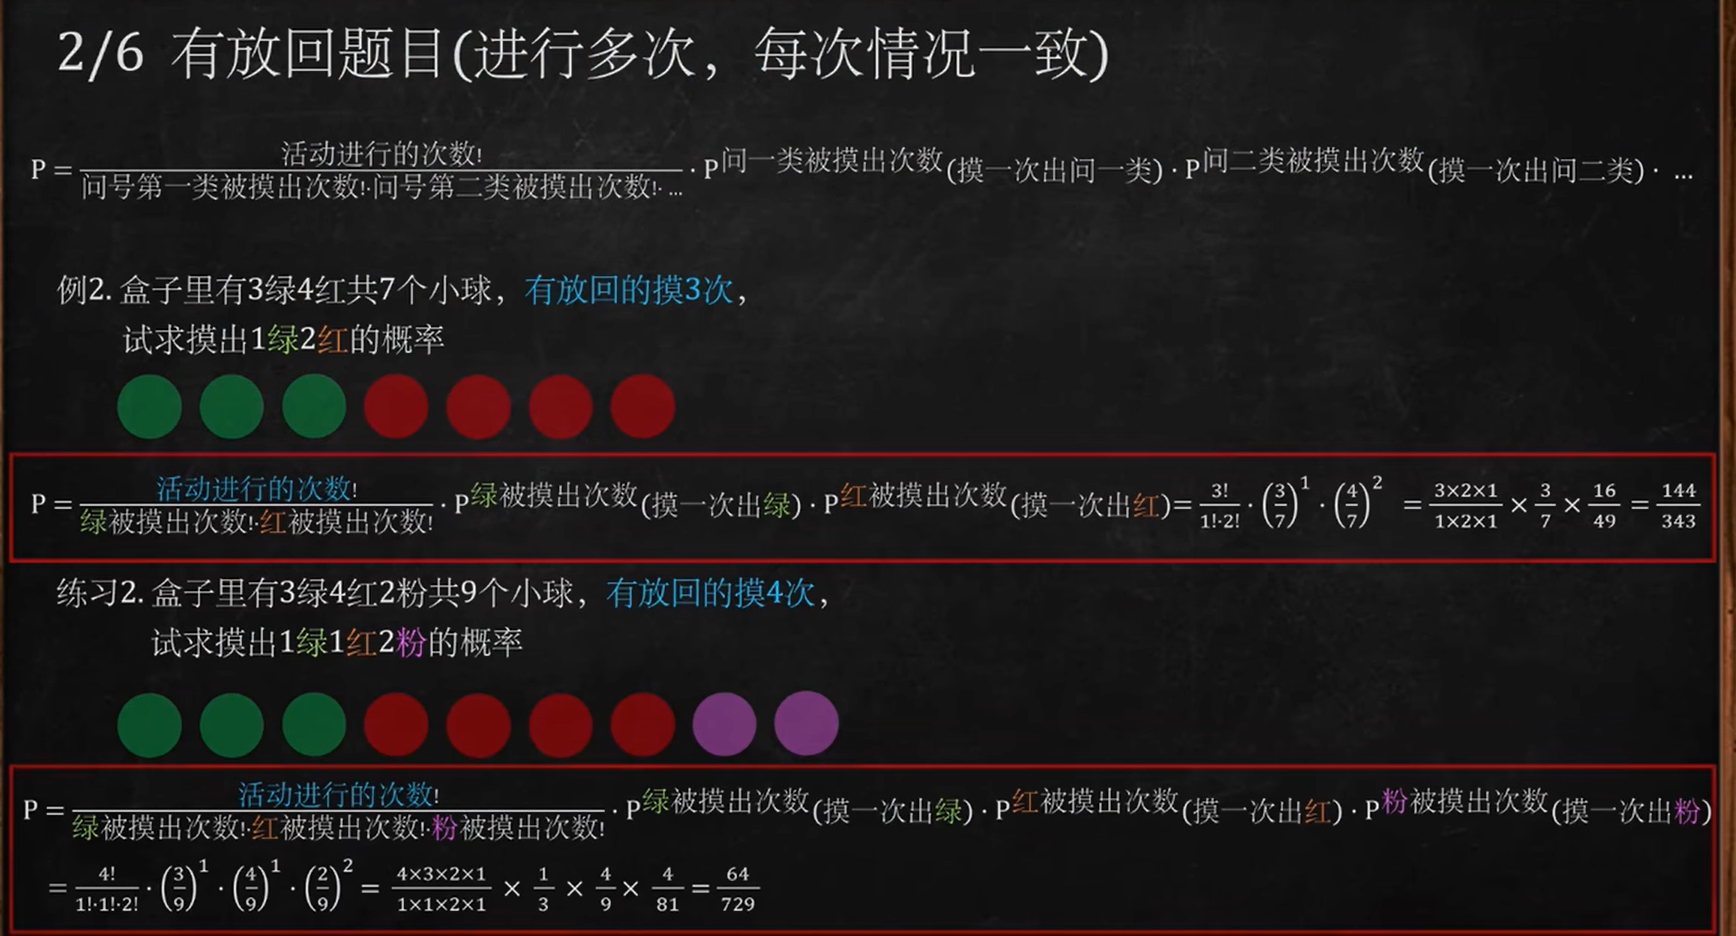 2/6 有放回题目(进行多次，每次情况一致)
P = 活动进行的次数! / 问号第一类被摸出次数!·问号第二类被摸出次数!· ... · P^问一类被摸出次数 (摸一次出问一类) · P^问二类被摸出次数 (摸一次出问二类) · ...
例2. 盒子里有3绿4红共7个小球，有放回的摸3次，
试求摸出1绿2红的概率
P = 活动进行的次数! / 绿被摸出次数!·红被摸出次数! · P^绿被摸出次数 (摸一次出绿) · P^红被摸出次数 (摸一次出红) = 3! / 1!·2! · (3/7)^1 · (4/7)^2 = 3×2×1 / 1×2×1 × 3/7 × 16/49 = 144/343
练习2. 盒子里有3绿4红2粉共9个小球，有放回的摸4次，
试求摸出1绿1红2粉的概率
P = 活动进行的次数! / 绿被摸出次数!·红被摸出次数!·粉被摸出次数! · P^绿被摸出次数 (摸一次出绿) · P^红被摸出次数 (摸一次出红) · P^粉被摸出次数 (摸一次出粉)
= 4! / 1!·1!·2! · (3/9)^1 · (4/9)^1 · (2/9)^2 = 4×3×2×1 / 1×1×2×1 × 1/3 × 4/9 × 4/81 = 64/729